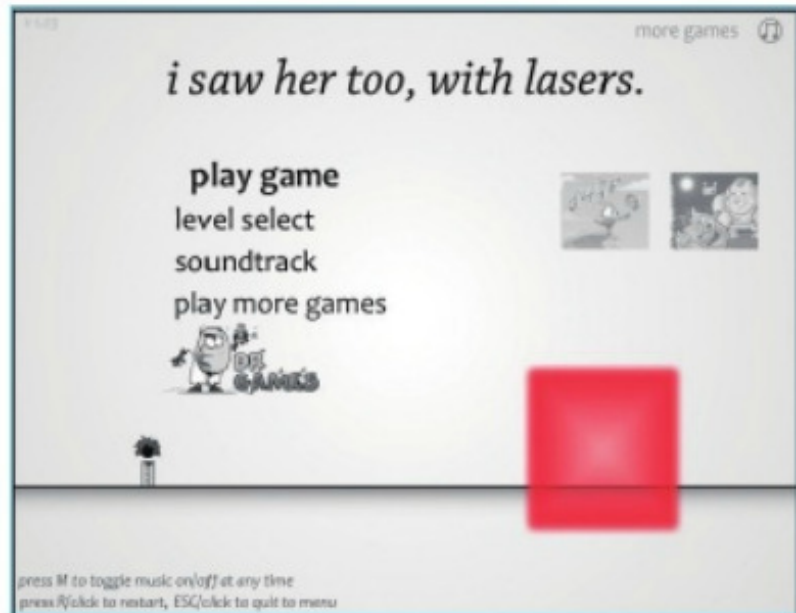 more games
i saw her too, with lasers.
play game
level select
soundtrack
play more games
DR.
GAMES
press M to toggle music on/off at any time
press R/click to restart, ESC/click to quit to menu